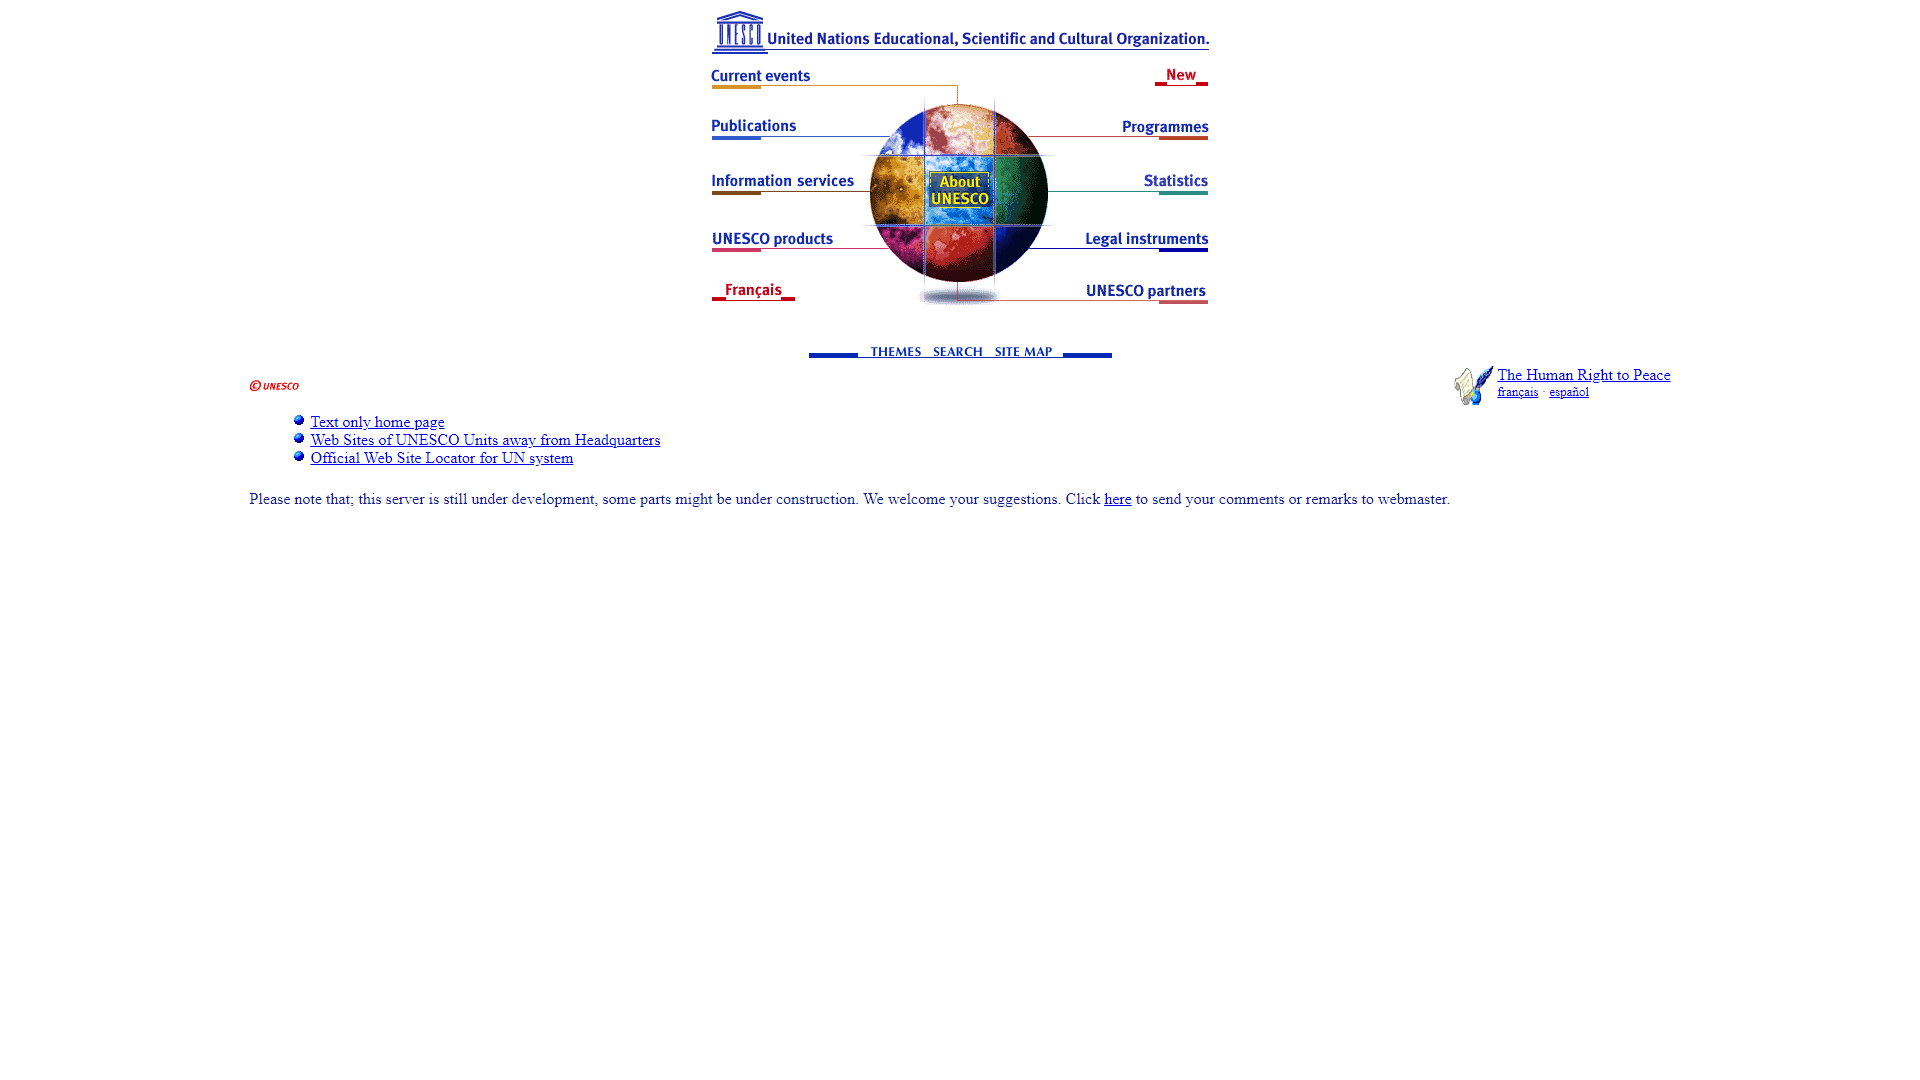 UNESCO
United Nations Educational, Scientific and Cultural Organization.
Current events
New
Publications
Programmes
Information services
About
UNESCO
Statistics
UNESCO products
Legal instruments
Français
UNESCO partners
THEMES SEARCH SITE MAP
© UNESCO
The Human Right to Peace
français · español
Text only home page
Web Sites of UNESCO Units away from Headquarters
Official Web Site Locator for UN system
Please note that; this server is still under development, some parts might be under construction. We welcome your suggestions. Click here to send your comments or remarks to webmaster.